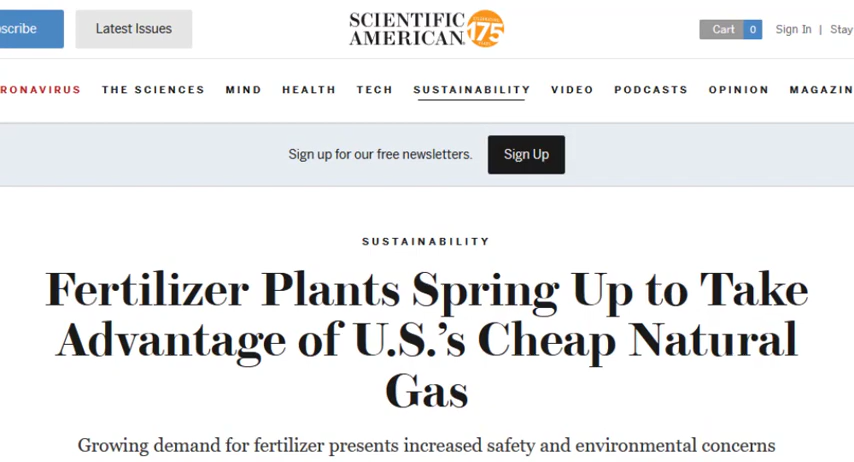 scribe
Latest Issues
SCIENTIFIC
AMERICAN
175
Cart 0
Sign In | Stay
RONAVIRUS THE SCIENCES MIND HEALTH TECH SUSTAINABILITY VIDEO PODCASTS OPINION MAGAZIN
Sign up for our free newsletters. Sign Up
SUSTAINABILITY
Fertilizer Plants Spring Up to Take
Advantage of U.S.’s Cheap Natural
Gas
Growing demand for fertilizer presents increased safety and environmental concerns